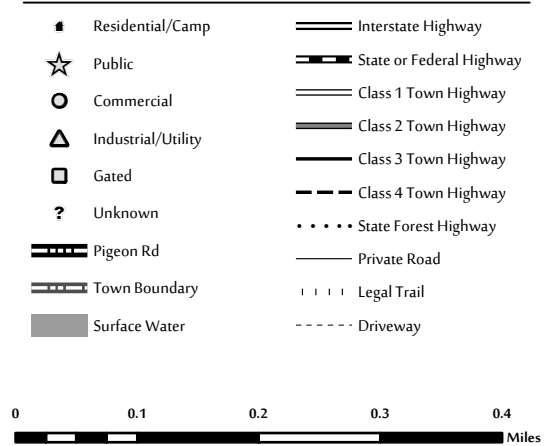 Residential/Camp
Public
Commercial
Industrial/Utility
Gated
? Unknown
Pigeon Rd
Town Boundary
Surface Water
Interstate Highway
State or Federal Highway
Class 1 Town Highway
Class 2 Town Highway
Class 3 Town Highway
Class 4 Town Highway
State Forest Highway
Private Road
Legal Trail
Driveway
0 0.1 0.2 0.3 0.4
Miles